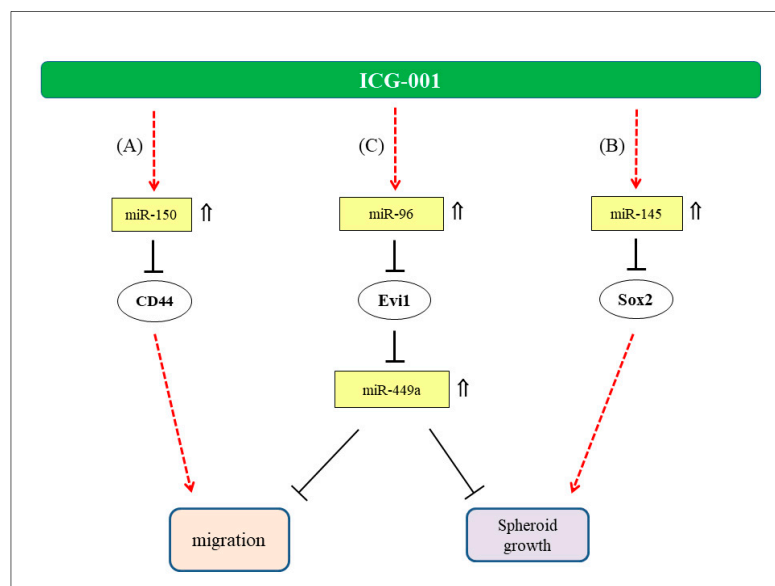 ICG-001
(A)
(C)
(B)
miR-150 ⇑
miR-96 ⇑
miR-145 ⇑
CD44
Evi1
Sox2
miR-449a ⇑
migration
Spheroid
growth